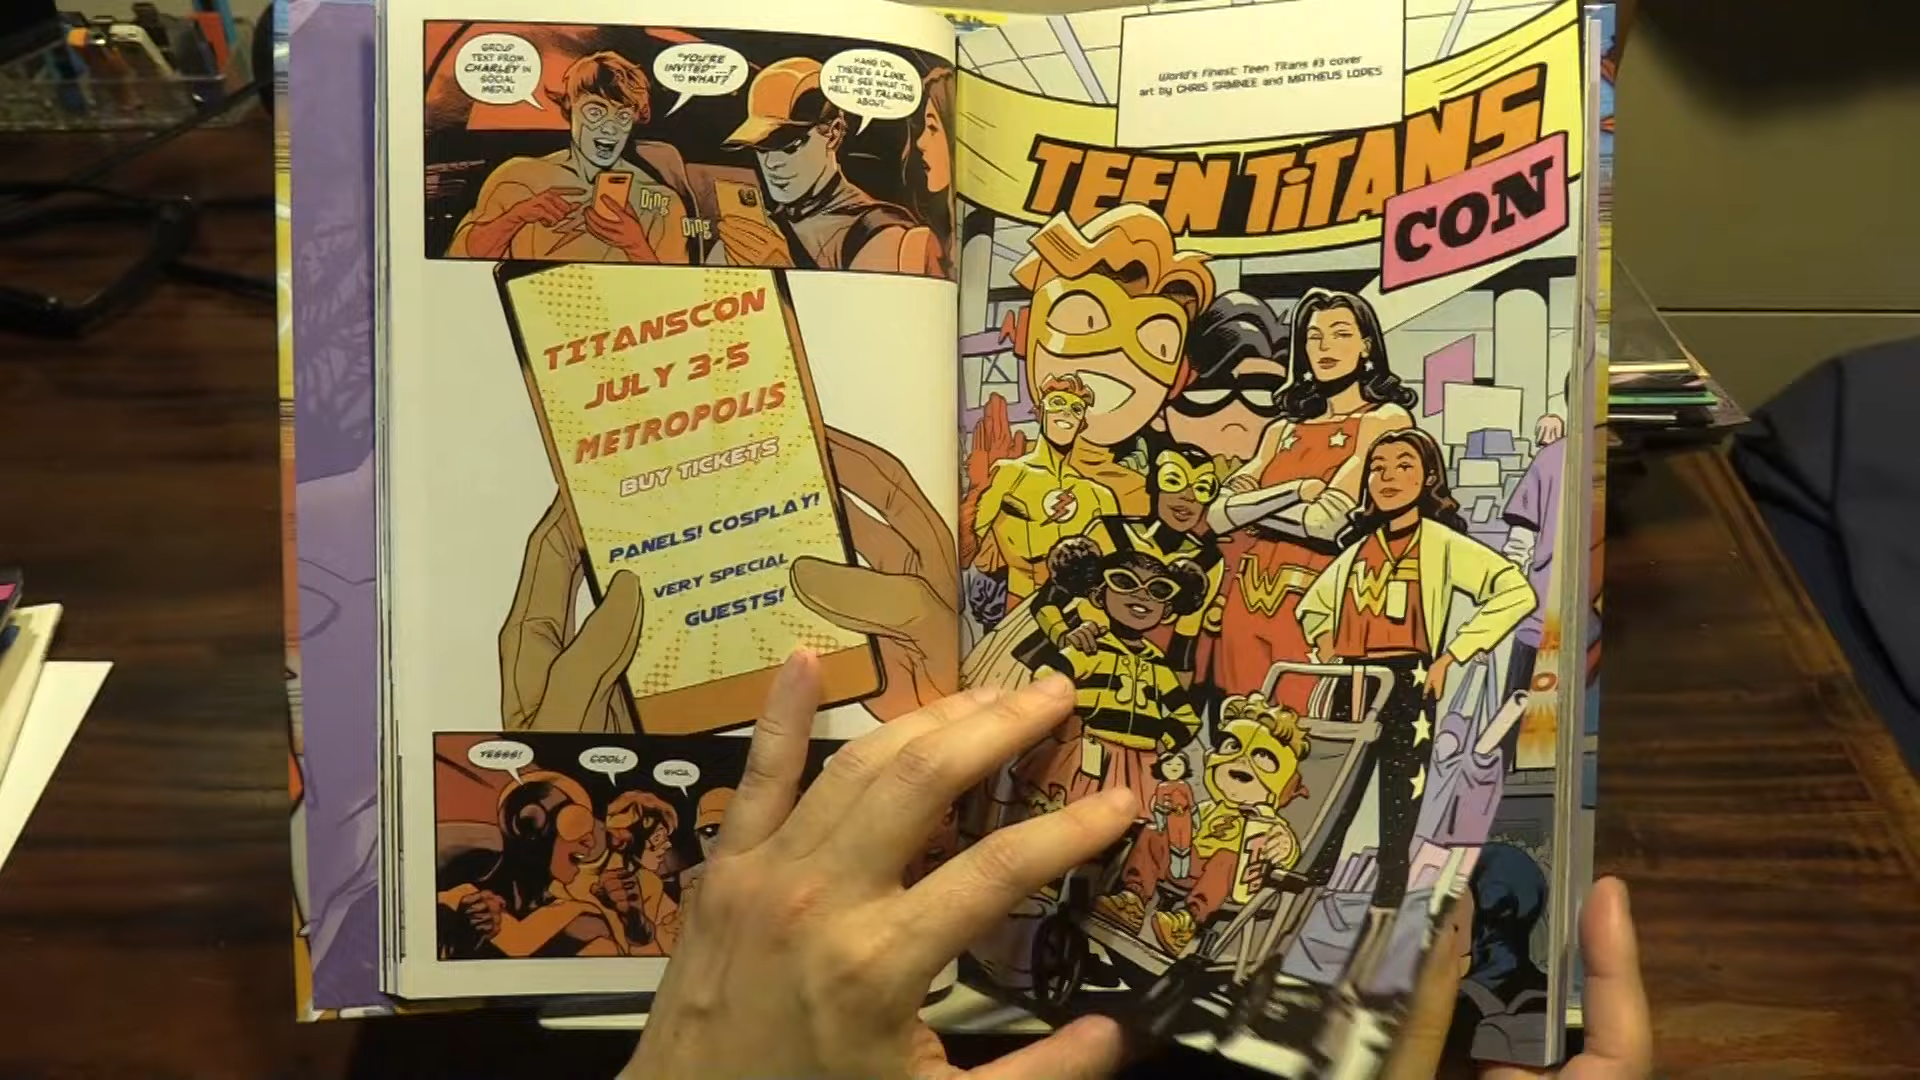 GROUP
TEXT FROM
CHARLEY IN
SOCIAL
MEDIA!
"YOU'RE
INVITED"...?
TO WHAT?
HANG ON,
THERE'S A LINK.
LET'S SEE WHAT THE
HELL HE'S TALKING
ABOUT...
Ding
Ding
TITANSCON
JULY 3-5
METROPOLIS
BUY TICKETS
PANELS! COSPLAY!
VERY SPECIAL
GUESTS!
YESSS!
COOL!
World's Finest: Teen Titans #3 cover
art by CHRIS SAMNEE and MATHEUS LOPES
TEEN TITANS
CON